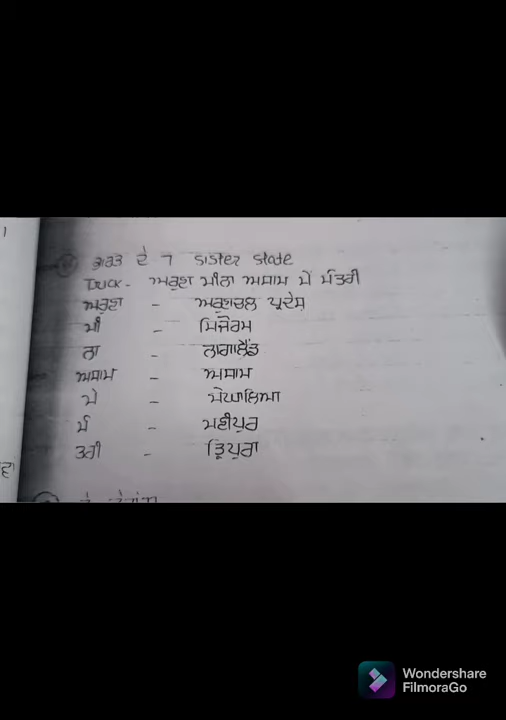 ਭਾਰਤ ਦੇ 7 Sister State
Trick - ਅਰੁਣਾ ਮੀਨਾ ਅਸਾਮ ਮੇਂ ਮੰਤਰੀ
ਅਰੁਣਾ - ਅਰੁਣਾਚਲ ਪ੍ਰਦੇਸ਼
ਮੀ - ਮਿਜੋਰਮ
ਨਾ - ਨਾਗਾਲੈਂਡ
ਅਸਾਮ - ਅਸਾਮ
ਮੇ - ਮੇਘਾਲਿਆ
ਮੰ - ਮਣੀਪੁਰ
ਤਰੀ - ਤ੍ਰਿਪੁਰਾ
Wondershare
FilmoraGo